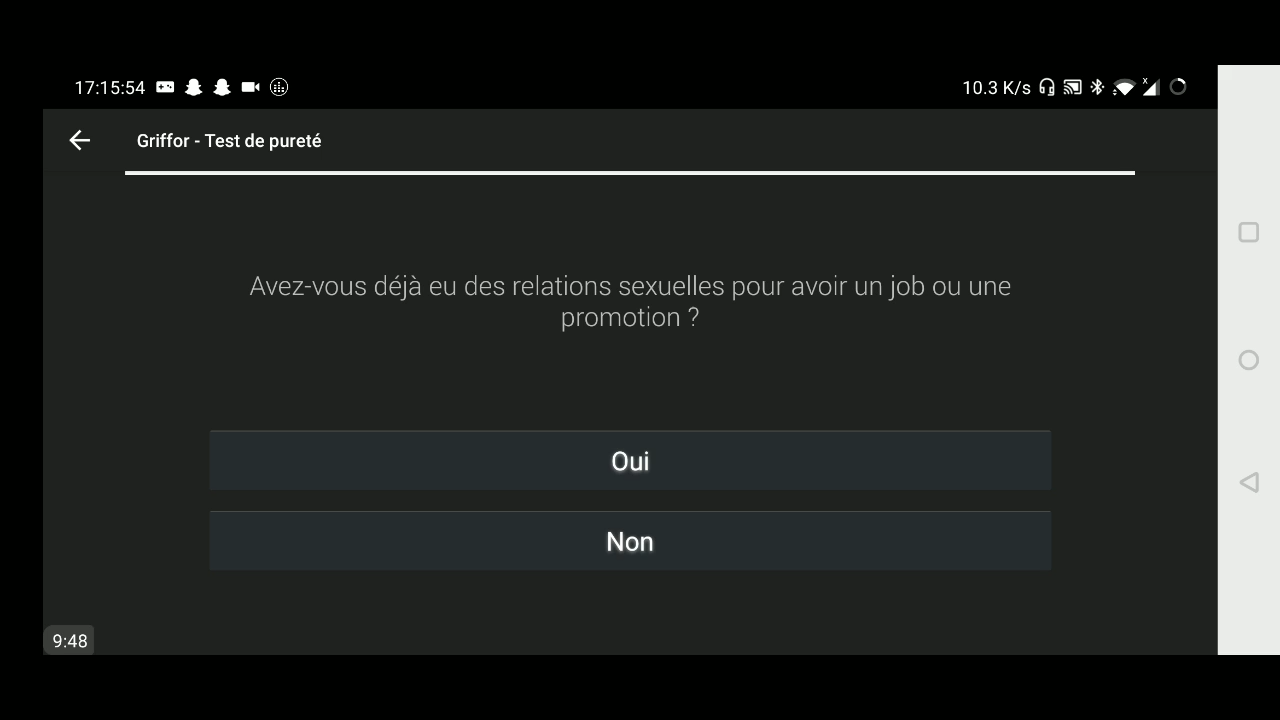 17:15:54
10.3 K/s
x
Griffor - Test de pureté
Avez-vous déjà eu des relations sexuelles pour avoir un job ou une
promotion ?
Oui
Non
9:48